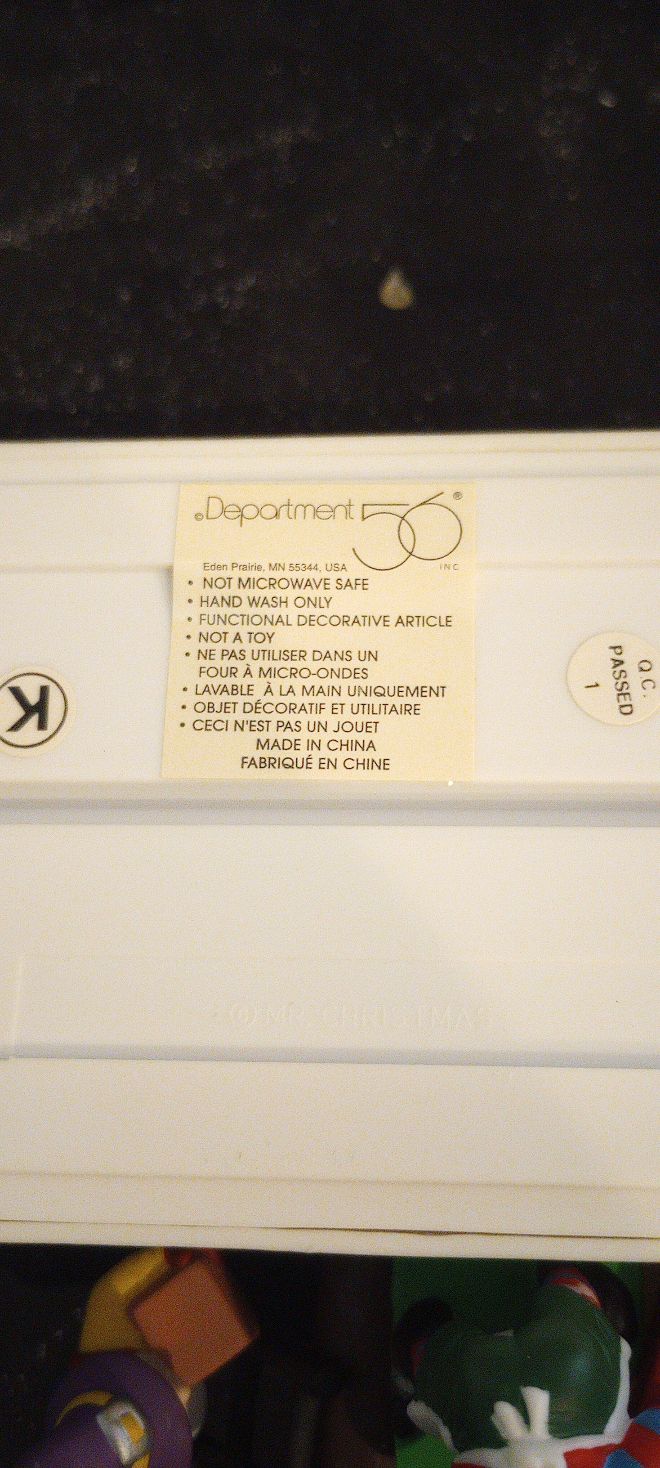 © Department 56 ®
INC
Eden Prairie, MN 55344, USA
• NOT MICROWAVE SAFE
• HAND WASH ONLY
• FUNCTIONAL DECORATIVE ARTICLE
• NOT A TOY
• NE PAS UTILISER DANS UN
FOUR À MICRO-ONDES
• LAVABLE À LA MAIN UNIQUEMENT
• OBJET DÉCORATIF ET UTILITAIRE
• CECI N'EST PAS UN JOUET
MADE IN CHINA
FABRIQUÉ EN CHINE
K
Q.C.
PASSED
1
MR. CHRISTMAS